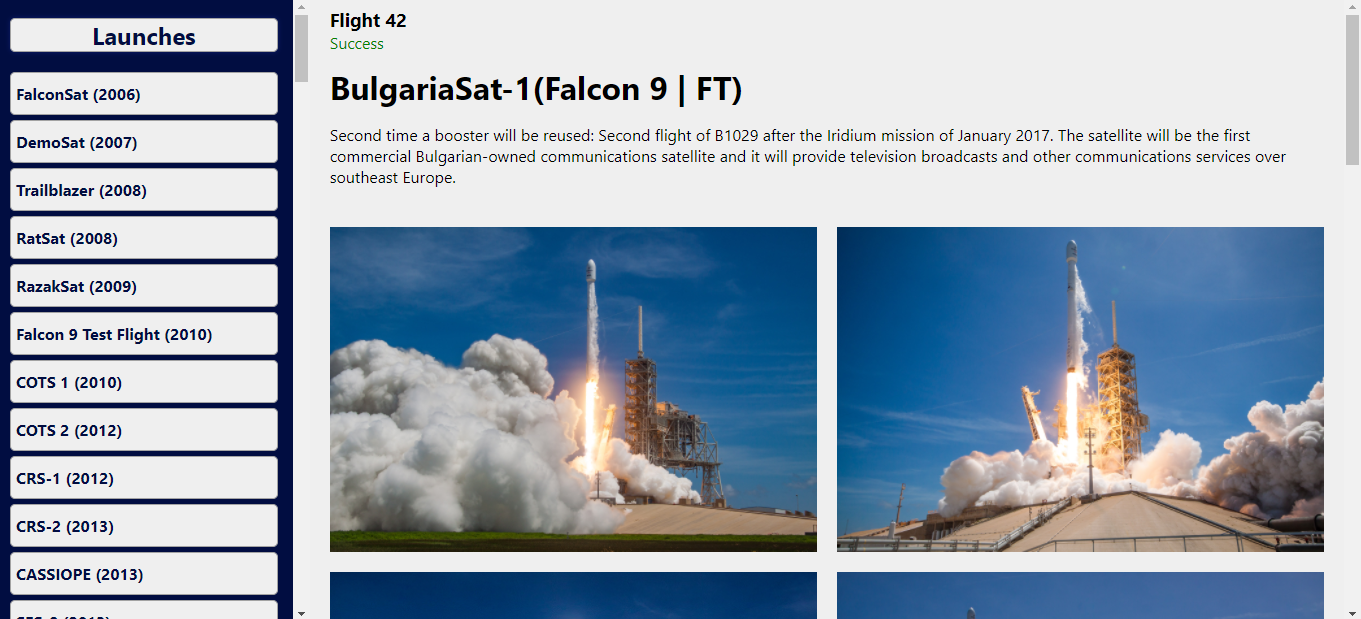 Launches
FalconSat (2006)
DemoSat (2007)
Trailblazer (2008)
RatSat (2008)
RazakSat (2009)
Falcon 9 Test Flight (2010)
COTS 1 (2010)
COTS 2 (2012)
CRS-1 (2012)
CRS-2 (2013)
CASSIOPE (2013)
Flight 42
Success
BulgariaSat-1(Falcon 9 | FT)
Second time a booster will be reused: Second flight of B1029 after the Iridium mission of January 2017. The satellite will be the first
commercial Bulgarian-owned communications satellite and it will provide television broadcasts and other communications services over
southeast Europe.